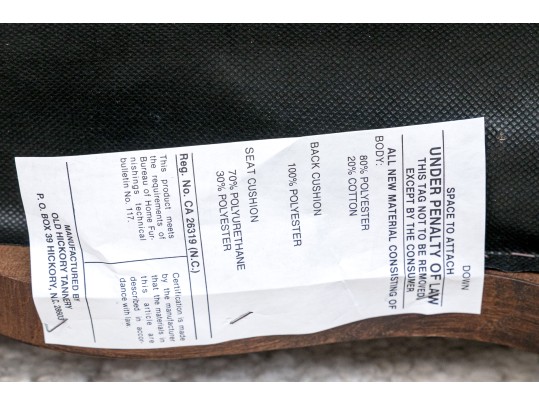 DOWN
SPACE TO ATTACH
UNDER PENALTY OF LAW
THIS TAG NOT TO BE REMOVED
EXCEPT BY THE CONSUMER
ALL NEW MATERIAL CONSISTING OF
BODY:
80% POLYESTER
20% COTTON
BACK CUSHION
100% POLYESTER
SEAT CUSHION
70% POLYURETHANE
30% POLYESTER
Reg. No. CA 26319 (N.C.)
This product meets
the requirements of
Bureau of Home Fur-
nishings technical
bulletin No. 117.
Certification is made
by the manufacturer
that the materials in
this article are
described in accor-
dance with law.
MANUFACTURED BY
OLD HICKORY TANNERY
P. O. BOX 39 HICKORY, N.